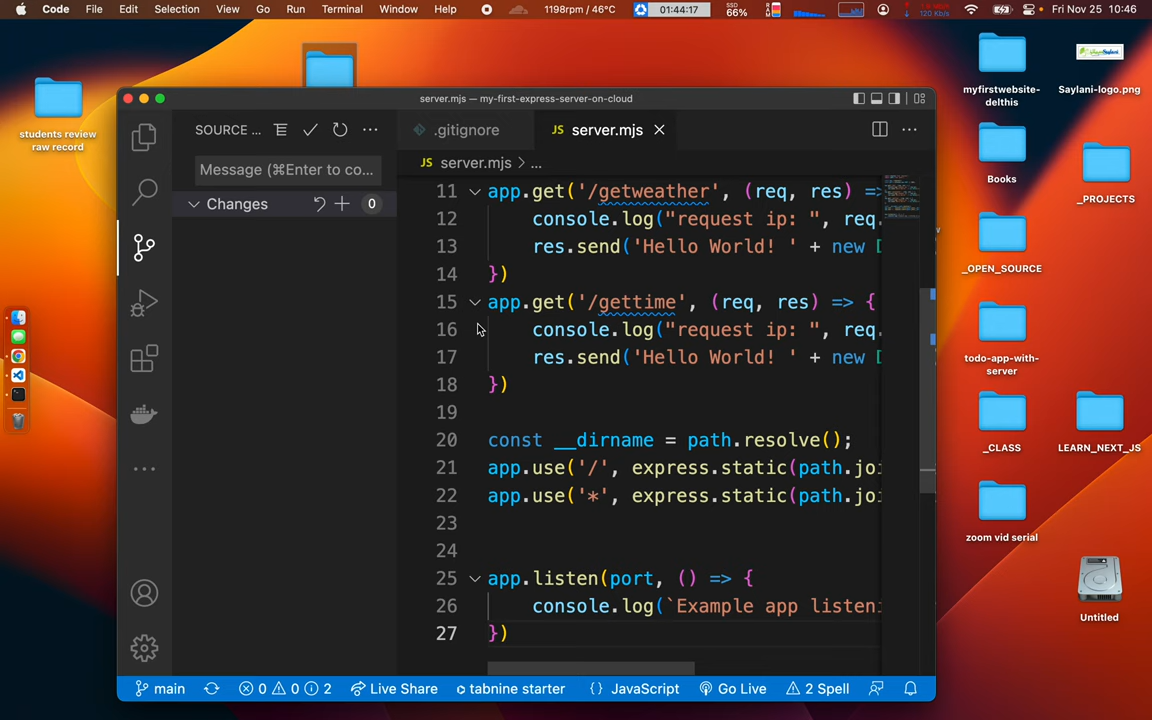 Code File Edit Selection View Go Run Terminal Window Help 1198rpm / 46°C 01:44:17 SSD 66% Fri Nov 25 10:46
students review raw record
server.mjs — my-first-express-server-on-cloud
SOURCE ...
.gitignore
JS server.mjs
Message (⌘Enter to co...
JS server.mjs > ...
Changes 0
11 app.get('/getweather', (req, res) =>
12 console.log("request ip: ", req.
13 res.send('Hello World! ' + new D
14 })
15 app.get('/gettime', (req, res) => {
16 console.log("request ip: ", req.
17 res.send('Hello World! ' + new D
18 })
19
20 const __dirname = path.resolve();
21 app.use('/', express.static(path.joi
22 app.use('*', express.static(path.joi
23
24
25 app.listen(port, () => {
26 console.log(`Example app listeni
27 })
main 0 0 2 Live Share tabnine starter {} JavaScript Go Live 2 Spell
myfirstwebsite-delthis
Saylani-logo.png
Books
_PROJECTS
_OPEN_SOURCE
todo-app-with-server
_CLASS
LEARN_NEXT_JS
zoom vid serial
Untitled